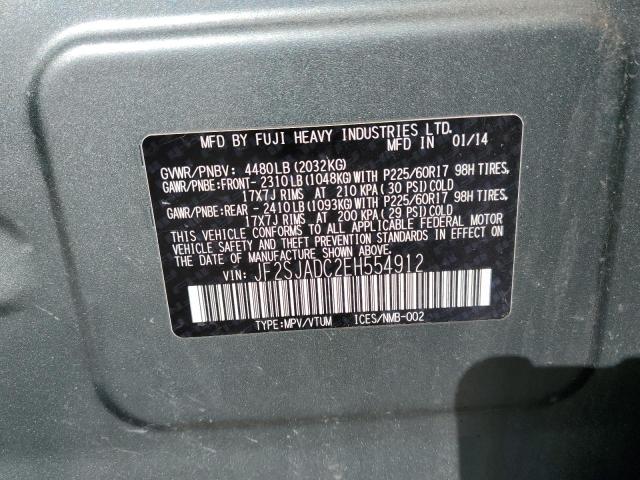 MFD BY FUJI HEAVY INDUSTRIES LTD.
MFD IN 01/14
GVWR/PNBV: 4480LB(2032KG)
GAWR/PNBE:FRONT-2310LB(1048KG)WITH P225/60R17 98H TIRES,
17X7J RIMS AT 210 KPA(30 PSI)COLD
GAWR/PNBE:REAR -2410LB(1093KG)WITH P225/60R17 98H TIRES,
17X7J RIMS AT 200 KPA(29 PSI)COLD
THIS VEHICLE CONFORMS TO ALL APPLICABLE FEDERAL MOTOR
VEHICLE SAFETY AND THEFT PREVENTION STANDARDS IN EFFECT ON
THE DATE OF MANUFACTURE SHOWN ABOVE.
VIN: JF2SJADC2EH554912
TYPE:MPV/VTUM ICES/NMB-002